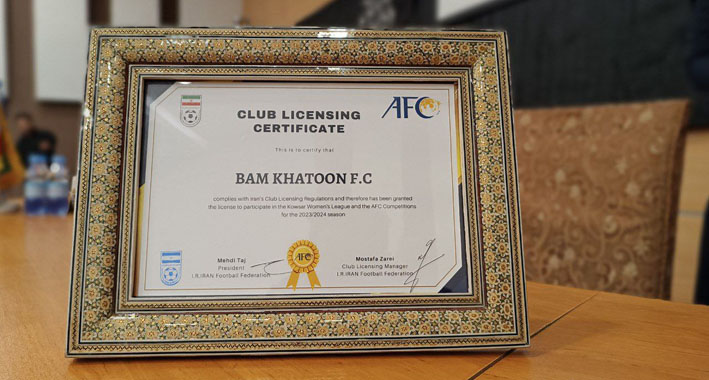 CLUB LICENSING
CERTIFICATE
AFC
This is to certify that
BAM KHATOON F.C
complies with Iran's Club Licensing Regulations and therefore has been granted
the license to participate in the Kowsar Women's League and the AFC Competitions
for the 2023/2024 season
Mehdi Taj
President
I.R.IRAN Football Federation
AFC
Mostafa Zarei
Club Licensing Manager
I.R.IRAN Football Federation